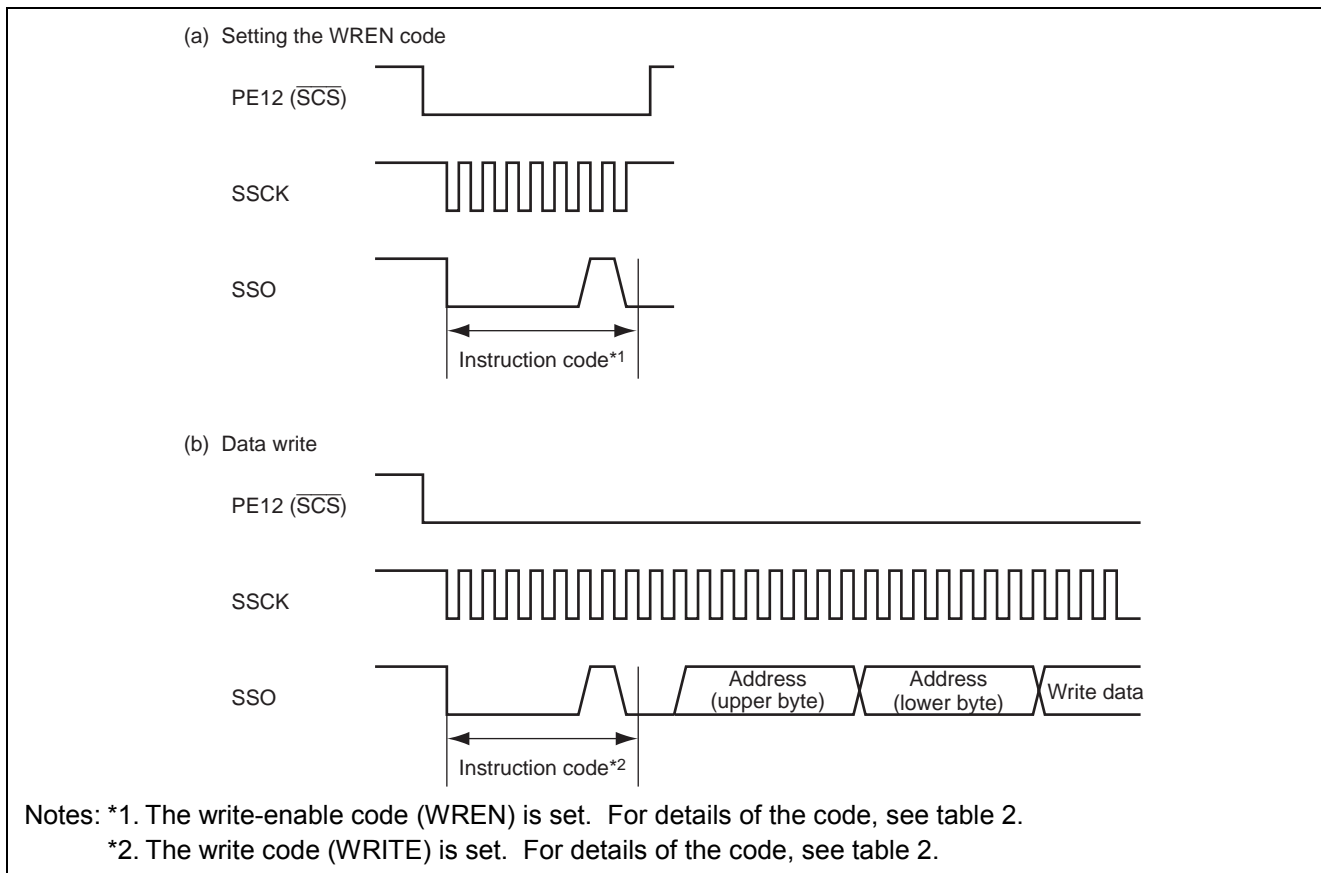 (a) Setting the WREN code
PE12 (SCS)
SSCK
SSO
Instruction code*1
(b) Data write
PE12 (SCS)
SSCK
SSO
Address
(upper byte)
Address
(lower byte)
Write data
Instruction code*2
Notes: *1. The write-enable code (WREN) is set. For details of the code, see table 2.
*2. The write code (WRITE) is set. For details of the code, see table 2.